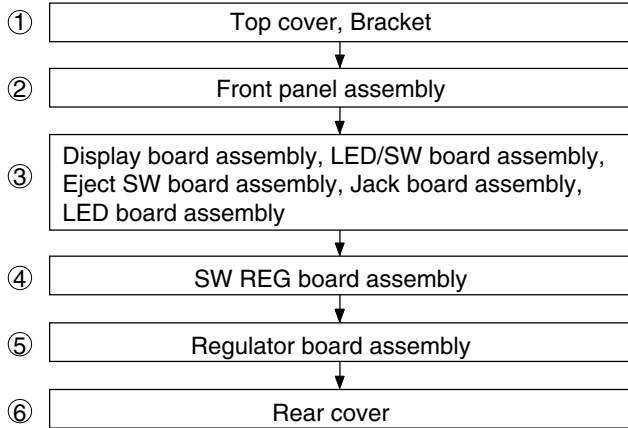 ① Top cover, Bracket
② Front panel assembly
③ Display board assembly, LED/SW board assembly,
Eject SW board assembly, Jack board assembly,
LED board assembly
④ SW REG board assembly
⑤ Regulator board assembly
⑥ Rear cover